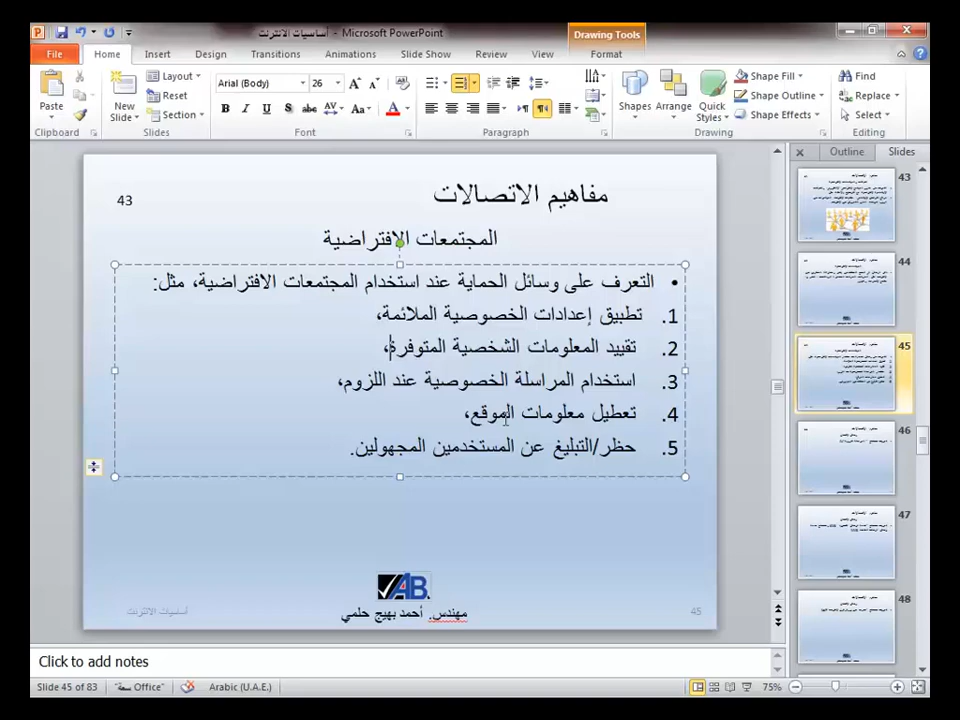 أساسيات الانترنت - Microsoft PowerPoint
Drawing Tools
File Home Insert Design Transitions Animations Slide Show Review View Format
Paste
Clipboard
New Slide
Layout
Reset
Section
Slides
Arial (Body) 26
B I U S abc AV Aa A
Font
Paragraph
Shapes Arrange Quick Styles
Shape Fill
Shape Outline
Shape Effects
Drawing
Find
Replace
Select
Editing
Outline Slides
43
مفاهيم الاتصالات
المجتمعات الافتراضية
• التعرف على وسائل الحماية عند استخدام المجتمعات الافتراضية، مثل:
1. تطبيق إعدادات الخصوصية الملائمة،
2. تقييد المعلومات الشخصية المتوفرة،
3. استخدام المراسلة الخصوصية عند اللزوم،
4. تعطيل معلومات الموقع،
5. حظر/التبليغ عن المستخدمين المجهولين.
AB
مهندس. أحمد بهيج حلمي
أساسيات الانترنت
45
43
44
45
46
47
48
Click to add notes
Slide 45 of 83
Office
Arabic (U.A.E.)
75%